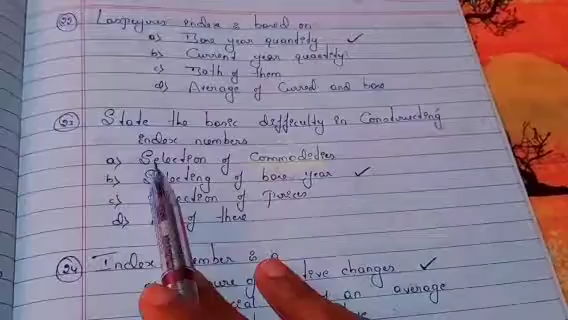 22) Laspeyres index is based on
a) Base year quantity ✓
b) Current year quantity
c) Both of them
d) Average of Current and base
23) State the basic difficulty in Constructing
index numbers
a) Selection of Commodities
b) Selecting of base year ✓
c) of prices
d) of these
24) Index is a
changes ✓
an average